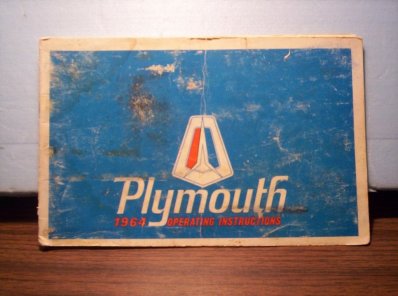 Plymouth
1964 OPERATING INSTRUCTIONS